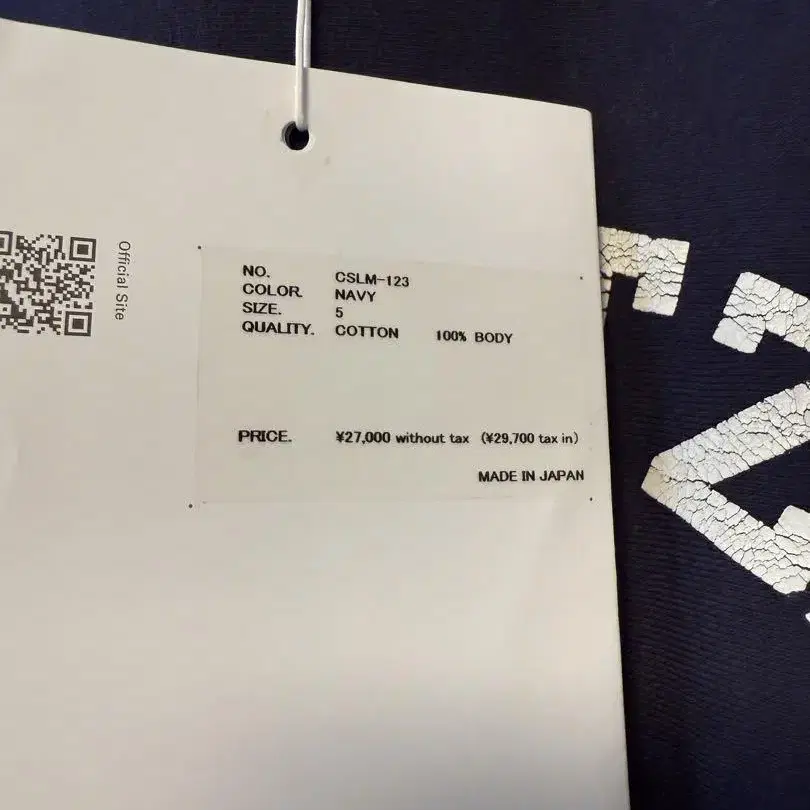 Official Site
NO. CSLM-123
COLOR. NAVY
SIZE. 5
QUALITY. COTTON 100% BODY
PRICE. ¥27,000 without tax (¥29,700 tax in)
MADE IN JAPAN